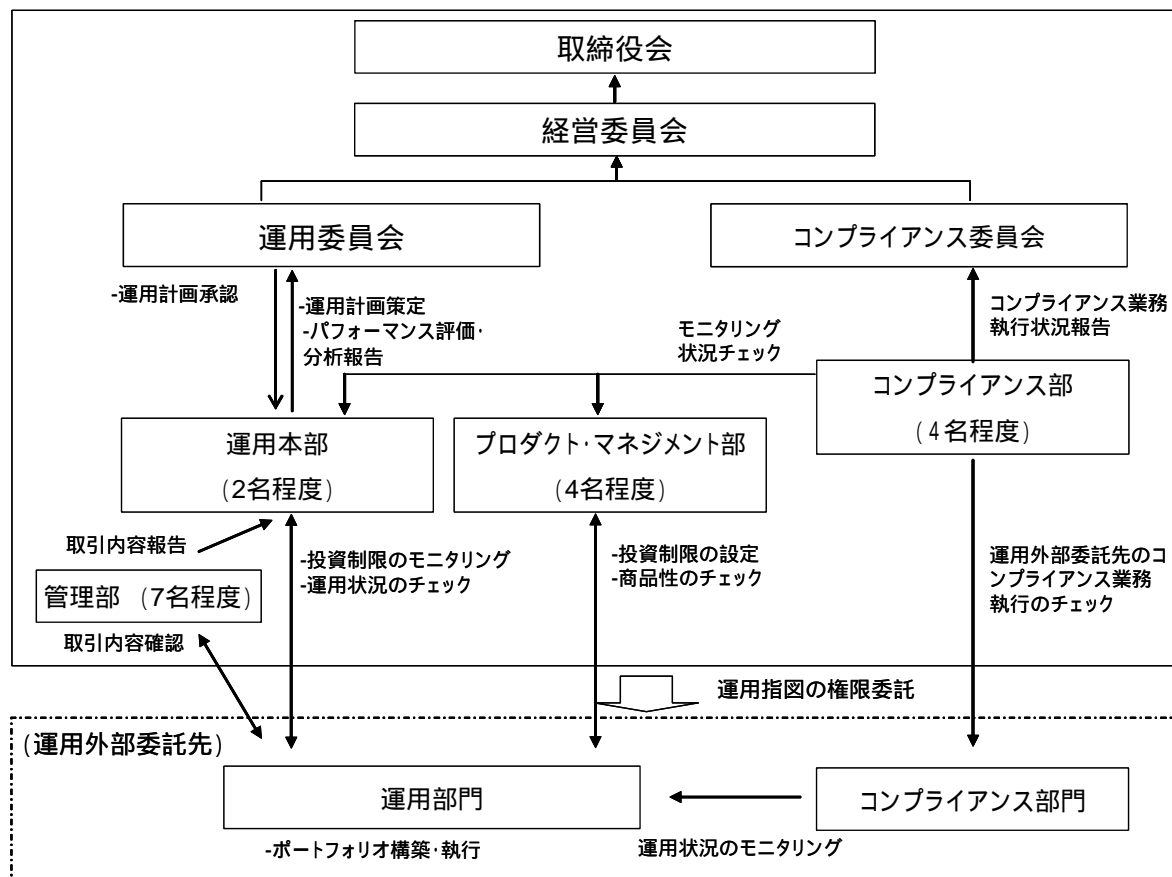 取締役会
経営委員会
運用委員会
コンプライアンス委員会
-運用計画承認
-運用計画策定
-パフォーマンス評価・
分析報告
モニタリング
状況チェック
コンプライアンス業務
執行状況報告
運用本部
(2名程度)
プロダクト・マネジメント部
(4名程度)
コンプライアンス部
(4名程度)
取引内容報告
管理部 (7名程度)
取引内容確認
-投資制限のモニタリング
-運用状況のチェック
-投資制限の設定
-商品性のチェック
運用外部委託先のコ
ンプライアンス業務
執行のチェック
運用指図の権限委託
(運用外部委託先)
運用部門
コンプライアンス部門
-ポートフォリオ構築・執行
運用状況のモニタリング